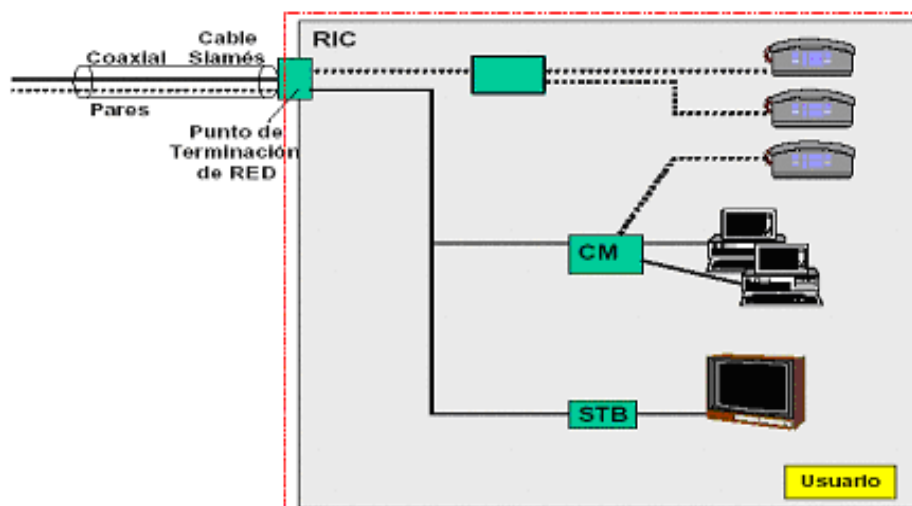 RIC
Coaxial
Cable
Siamés
Pares
Punto de
Terminación
de RED
CM
STB
Usuario